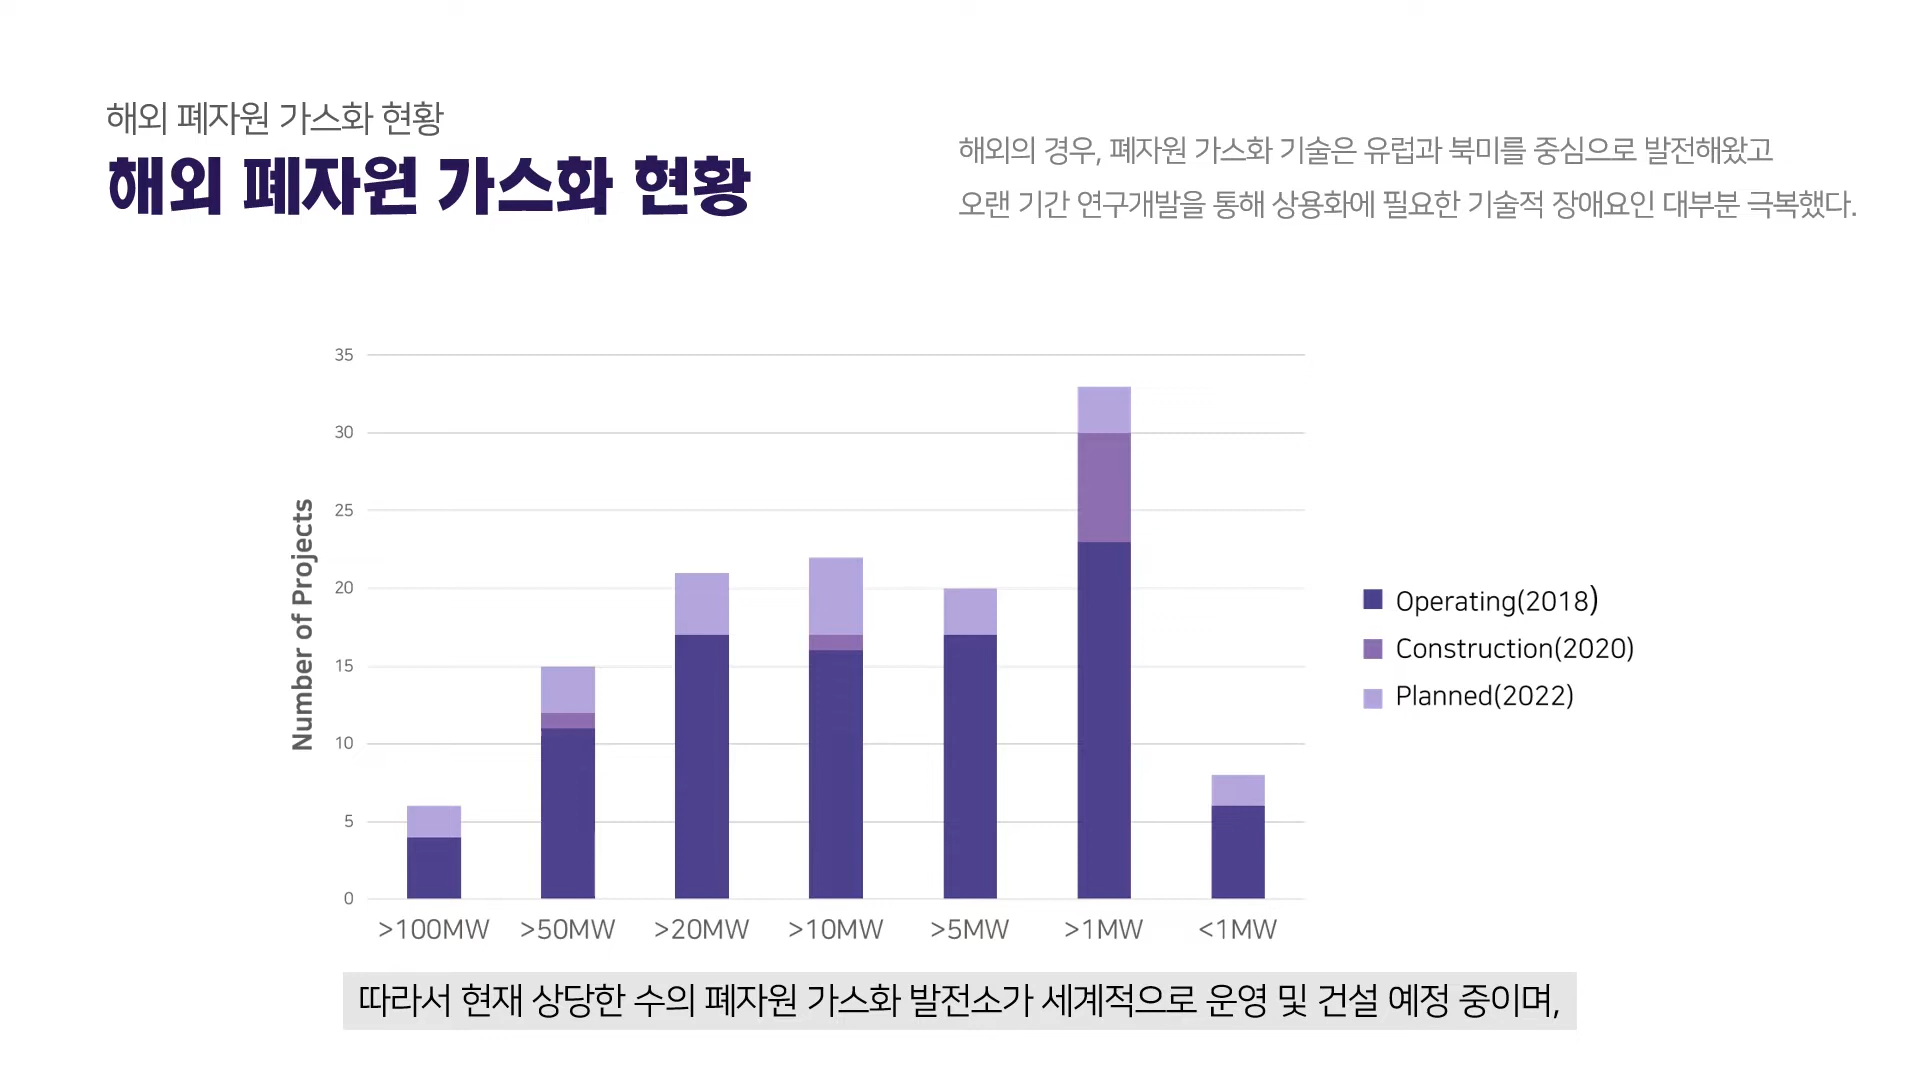 해외 폐자원 가스화 현황
해외 폐자원 가스화 현황
해외의 경우, 폐자원 가스화 기술은 유럽과 북미를 중심으로 발전해왔고
오랜 기간 연구개발을 통해 상용화에 필요한 기술적 장애요인 대부분 극복했다.
Number of Projects
35
30
25
20
15
10
5
0
>100MW >50MW >20MW >10MW >5MW >1MW <1MW
Operating(2018)
Construction(2020)
Planned(2022)
따라서 현재 상당한 수의 폐자원 가스화 발전소가 세계적으로 운영 및 건설 예정 중이며,